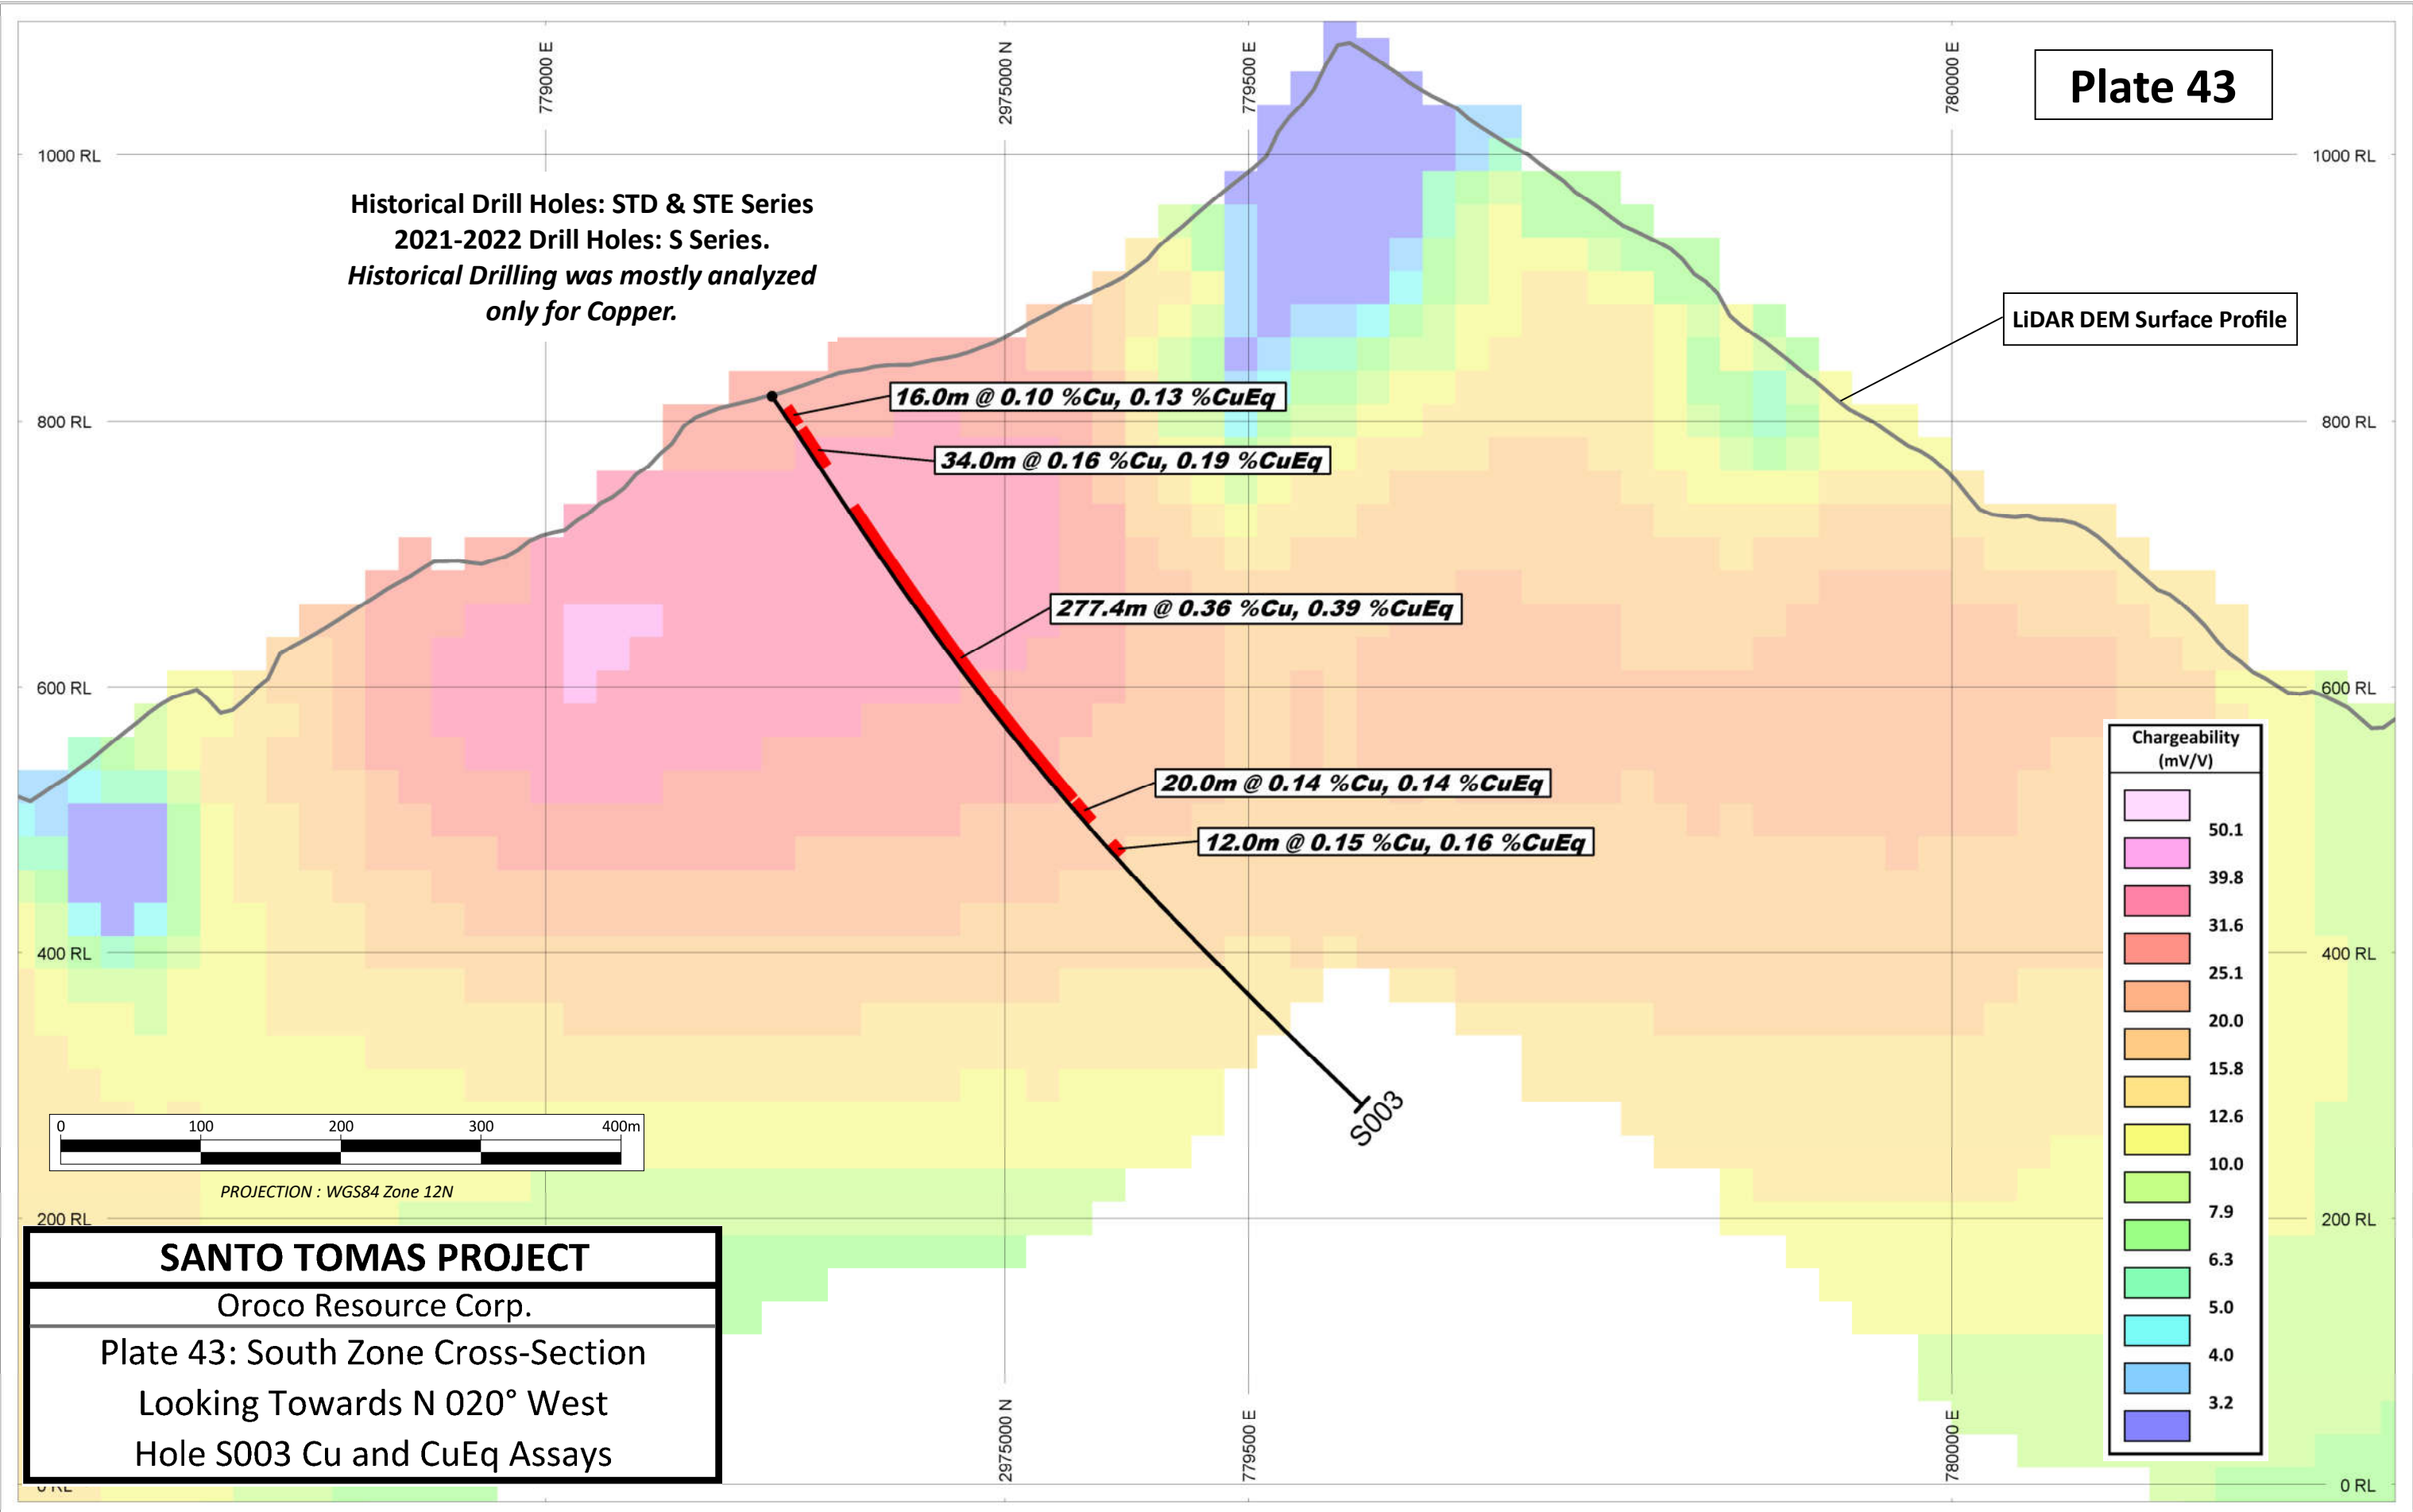 779000 E
2975000 N
779500 E
780000 E
Plate 43
1000 RL
1000 RL
Historical Drill Holes: STD & STE Series
2021-2022 Drill Holes: S Series.
Historical Drilling was mostly analyzed
only for Copper.
LiDAR DEM Surface Profile
16.0m @ 0.10 %Cu, 0.13 %CuEq
800 RL
800 RL
34.0m @ 0.16 %Cu, 0.19 %CuEq
277.4m @ 0.36 %Cu, 0.39 %CuEq
600 RL
600 RL
20.0m @ 0.14 %Cu, 0.14 %CuEq
12.0m @ 0.15 %Cu, 0.16 %CuEq
400 RL
400 RL
S003
Chargeability
(mV/V)
50.1
39.8
31.6
25.1
20.0
15.8
12.6
10.0
7.9
6.3
5.0
4.0
3.2
0 100 200 300 400m
PROJECTION : WGS84 Zone 12N
200 RL
200 RL
SANTO TOMAS PROJECT
Oroco Resource Corp.
Plate 43: South Zone Cross-Section
Looking Towards N 020° West
Hole S003 Cu and CuEq Assays
2975000 N
779500 E
780000 E
0 RL
0 RL